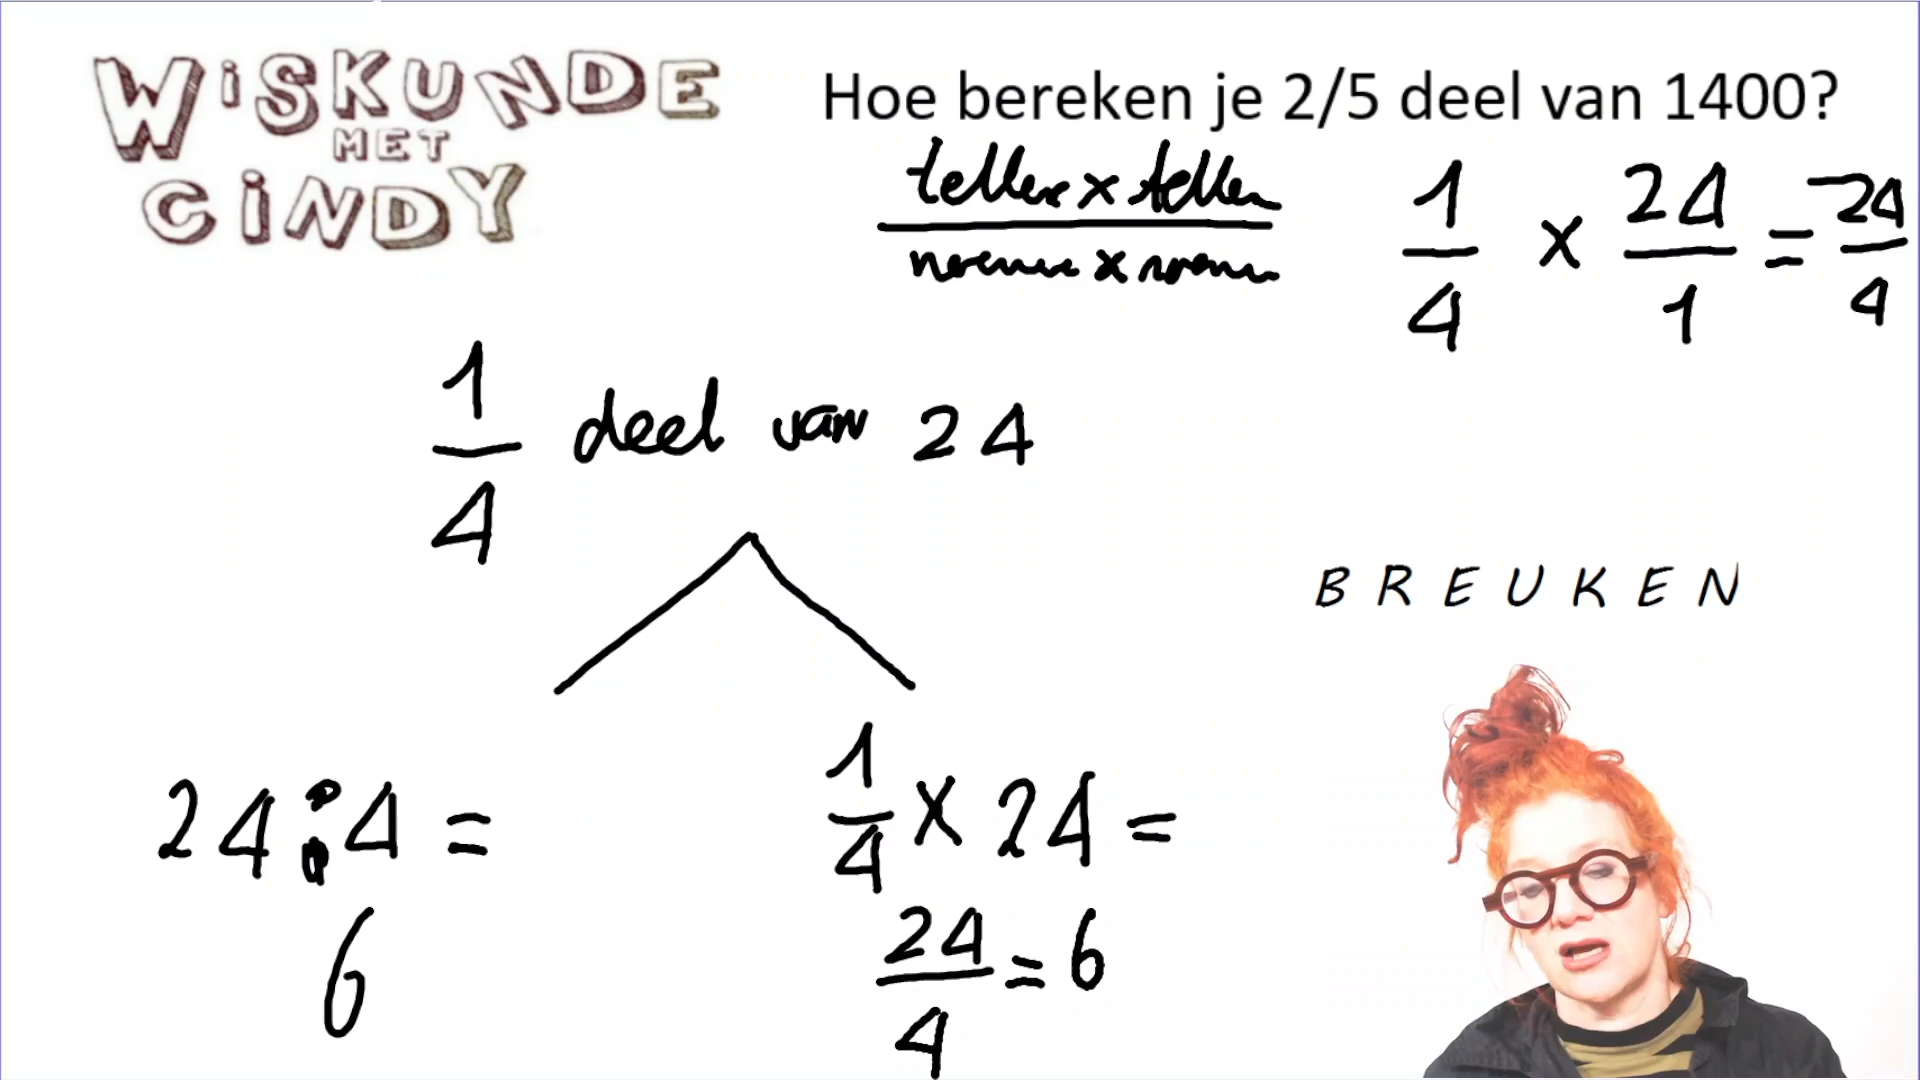 WiSKUNDE
MET
CiNDY
Hoe bereken je 2/5 deel van 1400?
teller x teller
noemer x noemer
1/4 x 24/1 = 24/4
1/4 deel van 24
24 : 4 =
6
1/4 x 24 =
24/4 = 6
BREUKEN